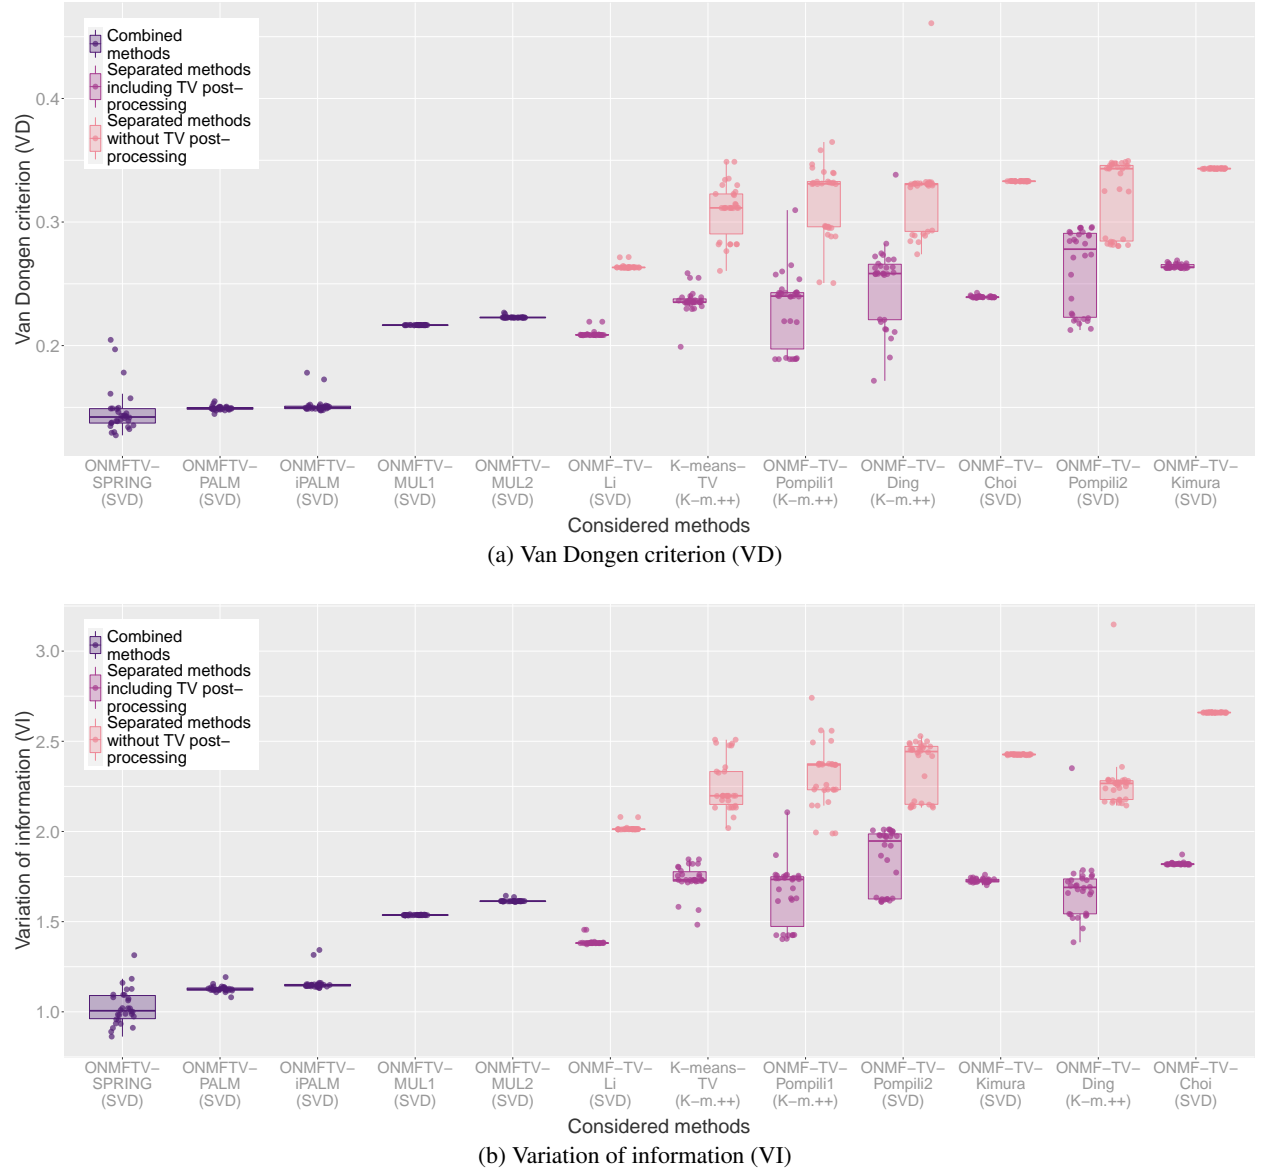 Combined
methods
Separated methods
including TV post−
processing
Separated methods
without TV post−
processing
0.4
0.3
0.2
Van Dongen criterion (VD)
ONMFTV− ONMFTV− ONMFTV− ONMFTV− ONMFTV− ONMF−TV− K−means− ONMF−TV− ONMF−TV− ONMF−TV− ONMF−TV− ONMF−TV−
SPRING PALM iPALM MUL1 MUL2 Li TV Pompili1 Ding Choi Pompili2 Kimura
(SVD) (SVD) (SVD) (SVD) (SVD) (SVD) (K−m.++) (K−m.++) (K−m.++) (SVD) (SVD) (SVD)
Considered methods
(a) Van Dongen criterion (VD)
Combined
methods
Separated methods
including TV post−
processing
Separated methods
without TV post−
processing
3.0
2.5
2.0
1.5
1.0
Variation of information (VI)
ONMFTV− ONMFTV− ONMFTV− ONMFTV− ONMFTV− ONMF−TV− K−means− ONMF−TV− ONMF−TV− ONMF−TV− ONMF−TV− ONMF−TV−
SPRING PALM iPALM MUL1 MUL2 Li TV Pompili1 Pompili2 Kimura Ding Choi
(SVD) (SVD) (SVD) (SVD) (SVD) (SVD) (K−m.++) (K−m.++) (SVD) (SVD) (K−m.++) (SVD)
Considered methods
(b) Variation of information (VI)